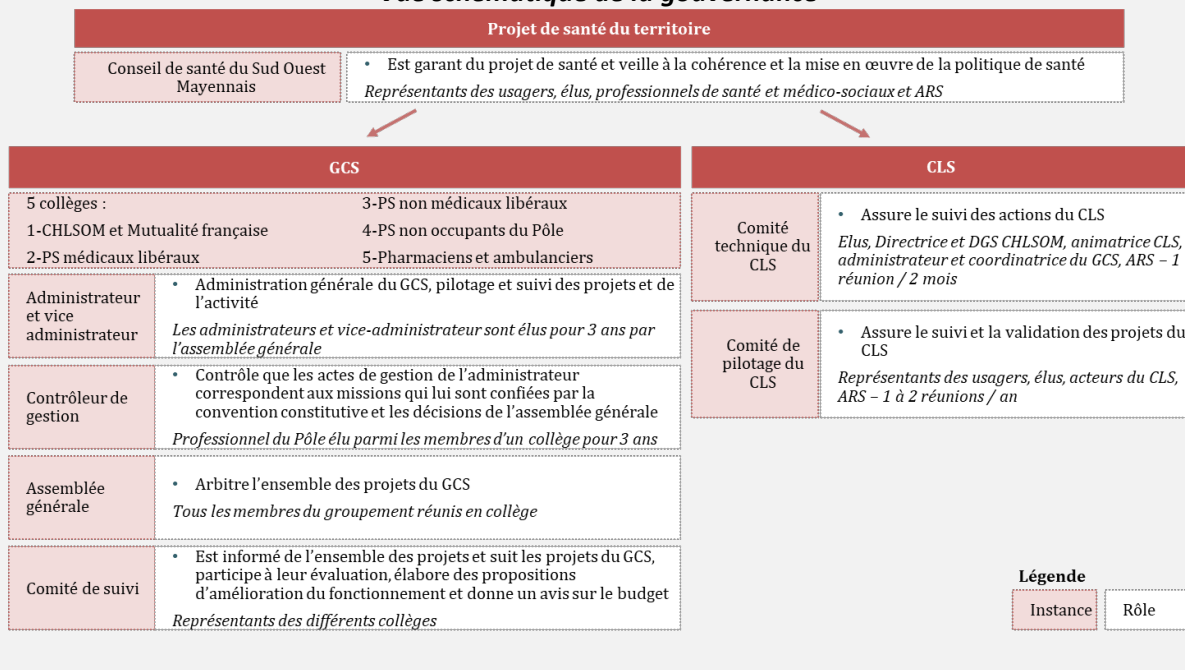 Vue schématique de la gouvernance
Projet de santé du territoire
Conseil de santé du Sud Ouest
Mayennais
• Est garant du projet de santé et veille à la cohérence et la mise en œuvre de la politique de santé
Représentants des usagers, élus, professionnels de santé et médico-sociaux et ARS
GCS
5 collèges :
1-CHLSOM et Mutualité française
2-PS médicaux libéraux
3-PS non médicaux libéraux
4-PS non occupants du Pôle
5-Pharmaciens et ambulanciers
Administrateur
et vice
administrateur
• Administration générale du GCS, pilotage et suivi des projets et de
l’activité
Les administrateurs et vice-administrateur sont élus pour 3 ans par
l’assemblée générale
Contrôleur de
gestion
• Contrôle que les actes de gestion de l’administrateur
correspondent aux missions qui lui sont confiées par la
convention constitutive et les décisions de l’assemblée générale
Professionnel du Pôle élu parmi les membres d’un collège pour 3 ans
Assemblée
générale
• Arbitre l’ensemble des projets du GCS
Tous les membres du groupement réunis en collège
Comité de suivi
• Est informé de l’ensemble des projets et suit les projets du GCS,
participe à leur évaluation, élabore des propositions
d’amélioration du fonctionnement et donne un avis sur le budget
Représentants des différents collèges
CLS
Comité
technique du
CLS
• Assure le suivi des actions du CLS
Elus, Directrice et DGS CHLSOM, animatrice CLS,
administrateur et coordinatrice du GCS, ARS – 1
réunion / 2 mois
Comité de
pilotage du
CLS
• Assure le suivi et la validation des projets du
CLS
Représentants des usagers, élus, acteurs du CLS,
ARS – 1 à 2 réunions / an
Légende
Instance
Rôle